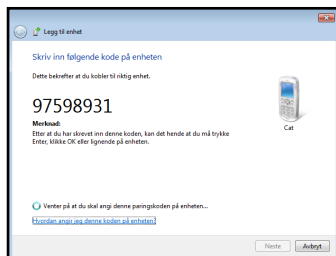 Legg til enhet
Skriv inn følgende kode på enheten
Dette bekrefter at du kobler til riktig enhet.
97598931
Merknad:
Etter at du har skrevet inn denne koden, kan det hende at du må trykke
Enter, klikke OK eller lignende på enheten.
Cat
Venter på at du skal angi denne paringskoden på enheten...
Hvordan angir jeg denne koden på enheten?
Neste
Avbryt